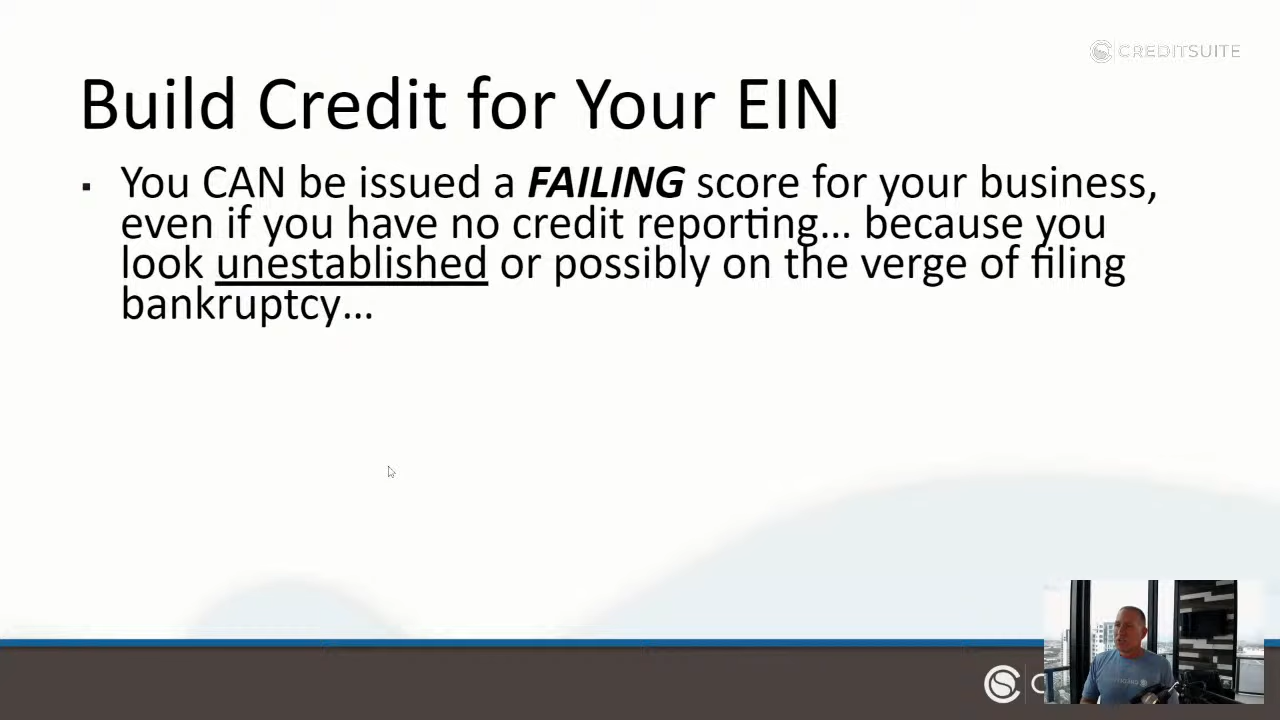 CREDITSUITE
Build Credit for Your EIN
▪ You CAN be issued a FAILING score for your business,
even if you have no credit reporting... because you
look unestablished or possibly on the verge of filing
bankruptcy...